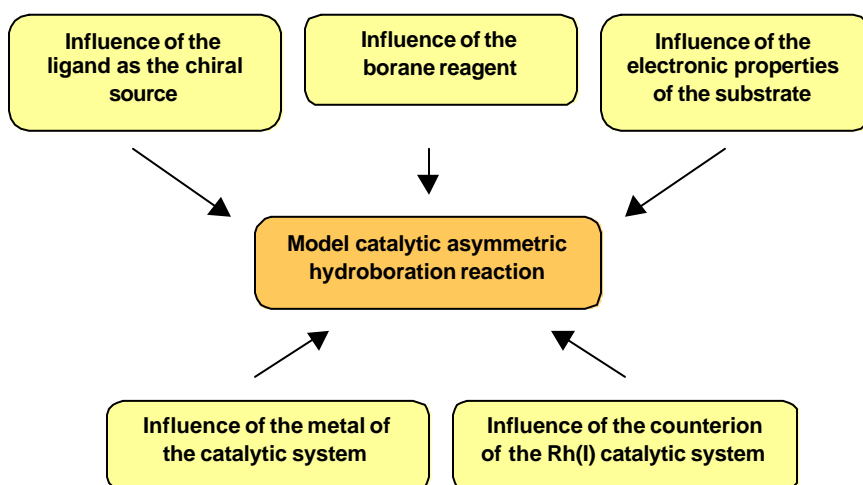 Influence of the
ligand as the chiral
source
Influence of the
borane reagent
Influence of the
electronic properties
of the substrate
Model catalytic asymmetric
hydroboration reaction
Influence of the metal of
the catalytic system
Influence of the counterion
of the Rh(I) catalytic system